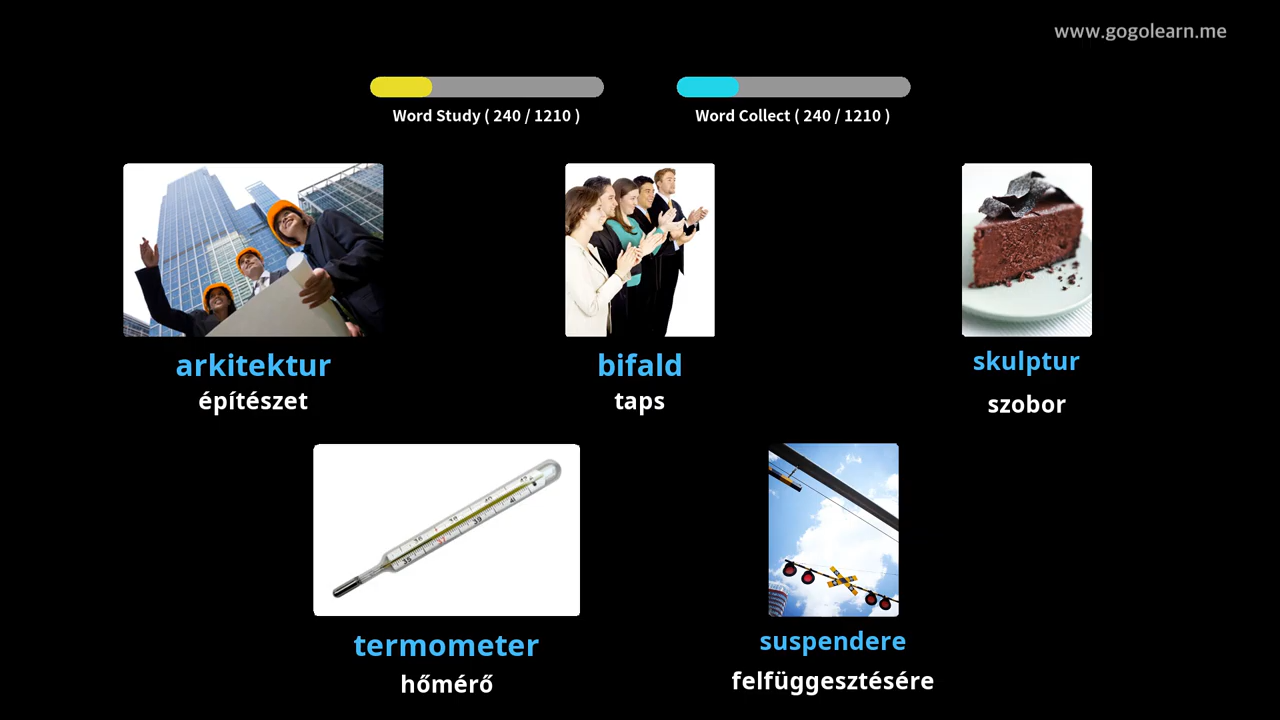 www.gogolearn.me
Word Study ( 240 / 1210 )
Word Collect ( 240 / 1210 )
arkitektur
építészet
bifald
taps
skulptur
szobor
termometer
hőmérő
suspendere
felfüggesztésére